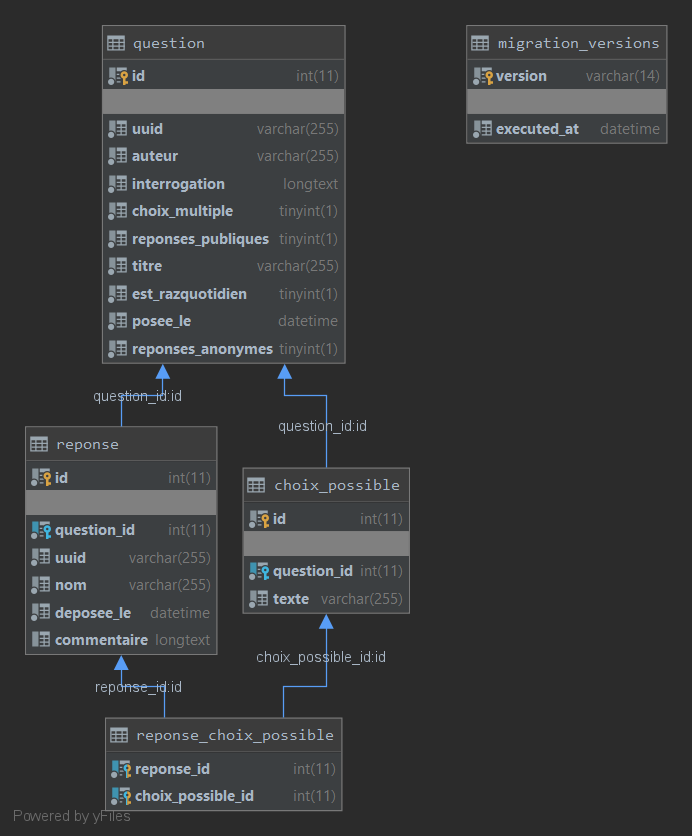 question
id int(11)
uuid varchar(255)
auteur varchar(255)
interrogation longtext
choix_multiple tinyint(1)
reponses_publiques tinyint(1)
titre varchar(255)
est_razquotidien tinyint(1)
posee_le datetime
reponses_anonymes tinyint(1)
migration_versions
version varchar(14)
executed_at datetime
question_id:id
question_id:id
reponse
id int(11)
question_id int(11)
uuid varchar(255)
nom varchar(255)
deposee_le datetime
commentaire longtext
choix_possible
id int(11)
question_id int(11)
texte varchar(255)
choix_possible_id:id
reponse_id:id
reponse_choix_possible
reponse_id int(11)
choix_possible_id int(11)
Powered by yFiles